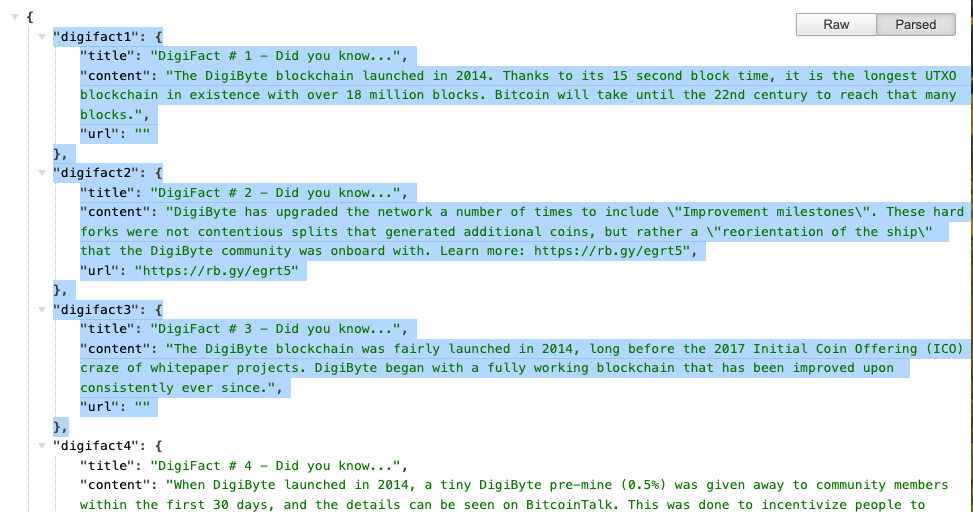 {
Raw Parsed
"digifact1": {
"title": "DigiFact # 1 – Did you know...",
"content": "The DigiByte blockchain launched in 2014. Thanks to its 15 second block time, it is the longest UTXO
blockchain in existence with over 18 million blocks. Bitcoin will take until the 22nd century to reach that many
blocks.",
"url": ""
},
"digifact2": {
"title": "DigiFact # 2 – Did you know...",
"content": "DigiByte has upgraded the network a number of times to include \"Improvement milestones\". These hard
forks were not contentious splits that generated additional coins, but rather a \"reorientation of the ship\"
that the DigiByte community was onboard with. Learn more: https://rb.gy/egrt5",
"url": "https://rb.gy/egrt5"
},
"digifact3": {
"title": "DigiFact # 3 – Did you know...",
"content": "The DigiByte blockchain was fairly launched in 2014, long before the 2017 Initial Coin Offering (ICO)
craze of whitepaper projects. DigiByte began with a fully working blockchain that has been improved upon
consistently ever since.",
"url": ""
},
"digifact4": {
"title": "DigiFact # 4 – Did you know...",
"content": "When DigiByte launched in 2014, a tiny DigiByte pre-mine (0.5%) was given away to community members
within the first 30 days, and the details can be seen on BitcoinTalk. This was done to incentivize people to